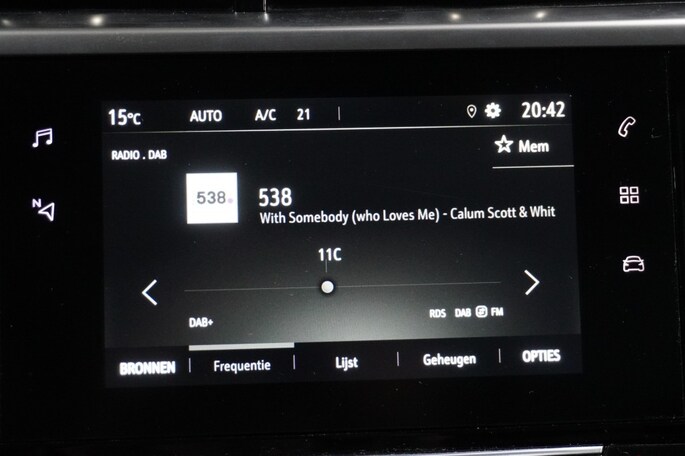 15°C AUTO A/C 21 20:42
RADIO . DAB
Mem
538
538
With Somebody (who Loves Me) - Calum Scott & Whit
11C
N
DAB+
RDS DAB FM
BRONNEN Frequentie Lijst Geheugen OPTIES